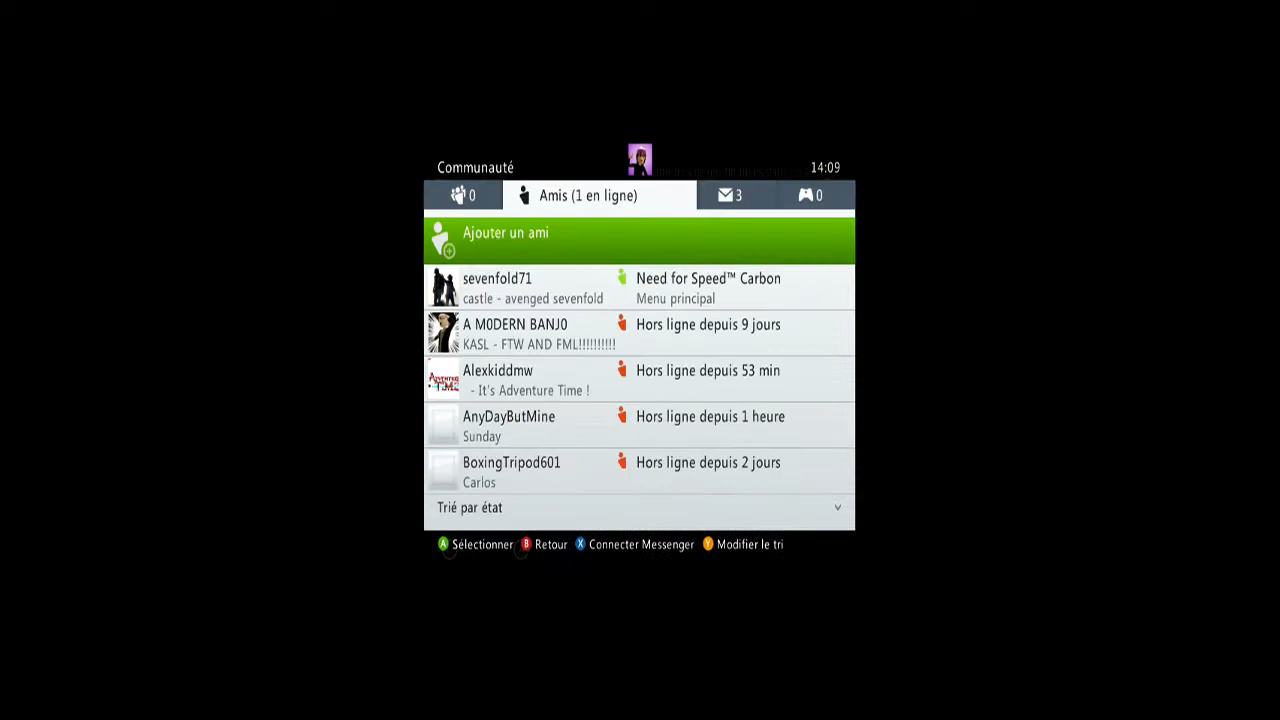 Communauté 14:09
0 Amis (1 en ligne) 3 0
Ajouter un ami
sevenfold71 Need for Speed™ Carbon
castle - avenged sevenfold Menu principal
A M0DERN BANJ0 Hors ligne depuis 9 jours
KASL - FTW AND FML!!!!!!!!!!
Alexkiddmw Hors ligne depuis 53 min
- It's Adventure Time !
AnyDayButMine Hors ligne depuis 1 heure
Sunday
BoxingTripod601 Hors ligne depuis 2 jours
Carlos
Trié par état
A Sélectionner B Retour X Connecter Messenger Y Modifier le tri